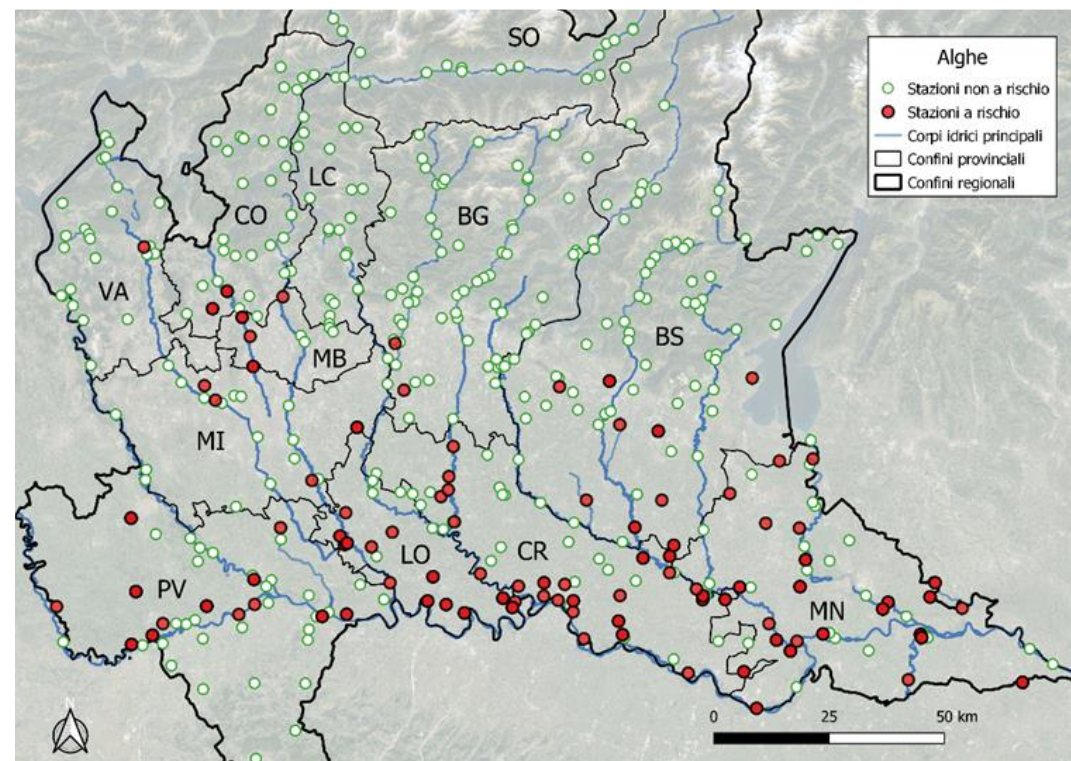 SO
Alghe
Stazioni non a rischio
Stazioni a rischio
Corpi idrici principali
Confini provinciali
Confini regionali
LC
CO
BG
VA
BS
MB
MI
LO
CR
PV
MN
N
0 25 50 km